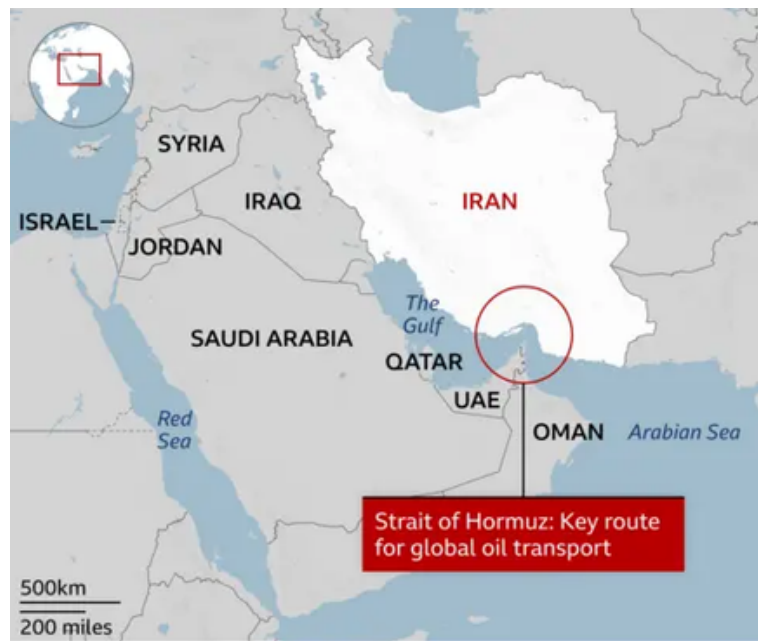 SYRIA
ISRAEL
IRAQ
IRAN
JORDAN
The
Gulf
SAUDI ARABIA
QATAR
UAE
Red
Sea
OMAN
Arabian Sea
Strait of Hormuz: Key route
for global oil transport
500km
200 miles